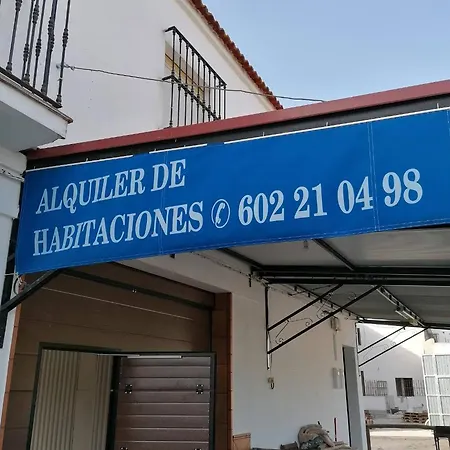 ALQUILER DE
HABITACIONES ✆ 602 21 04 98